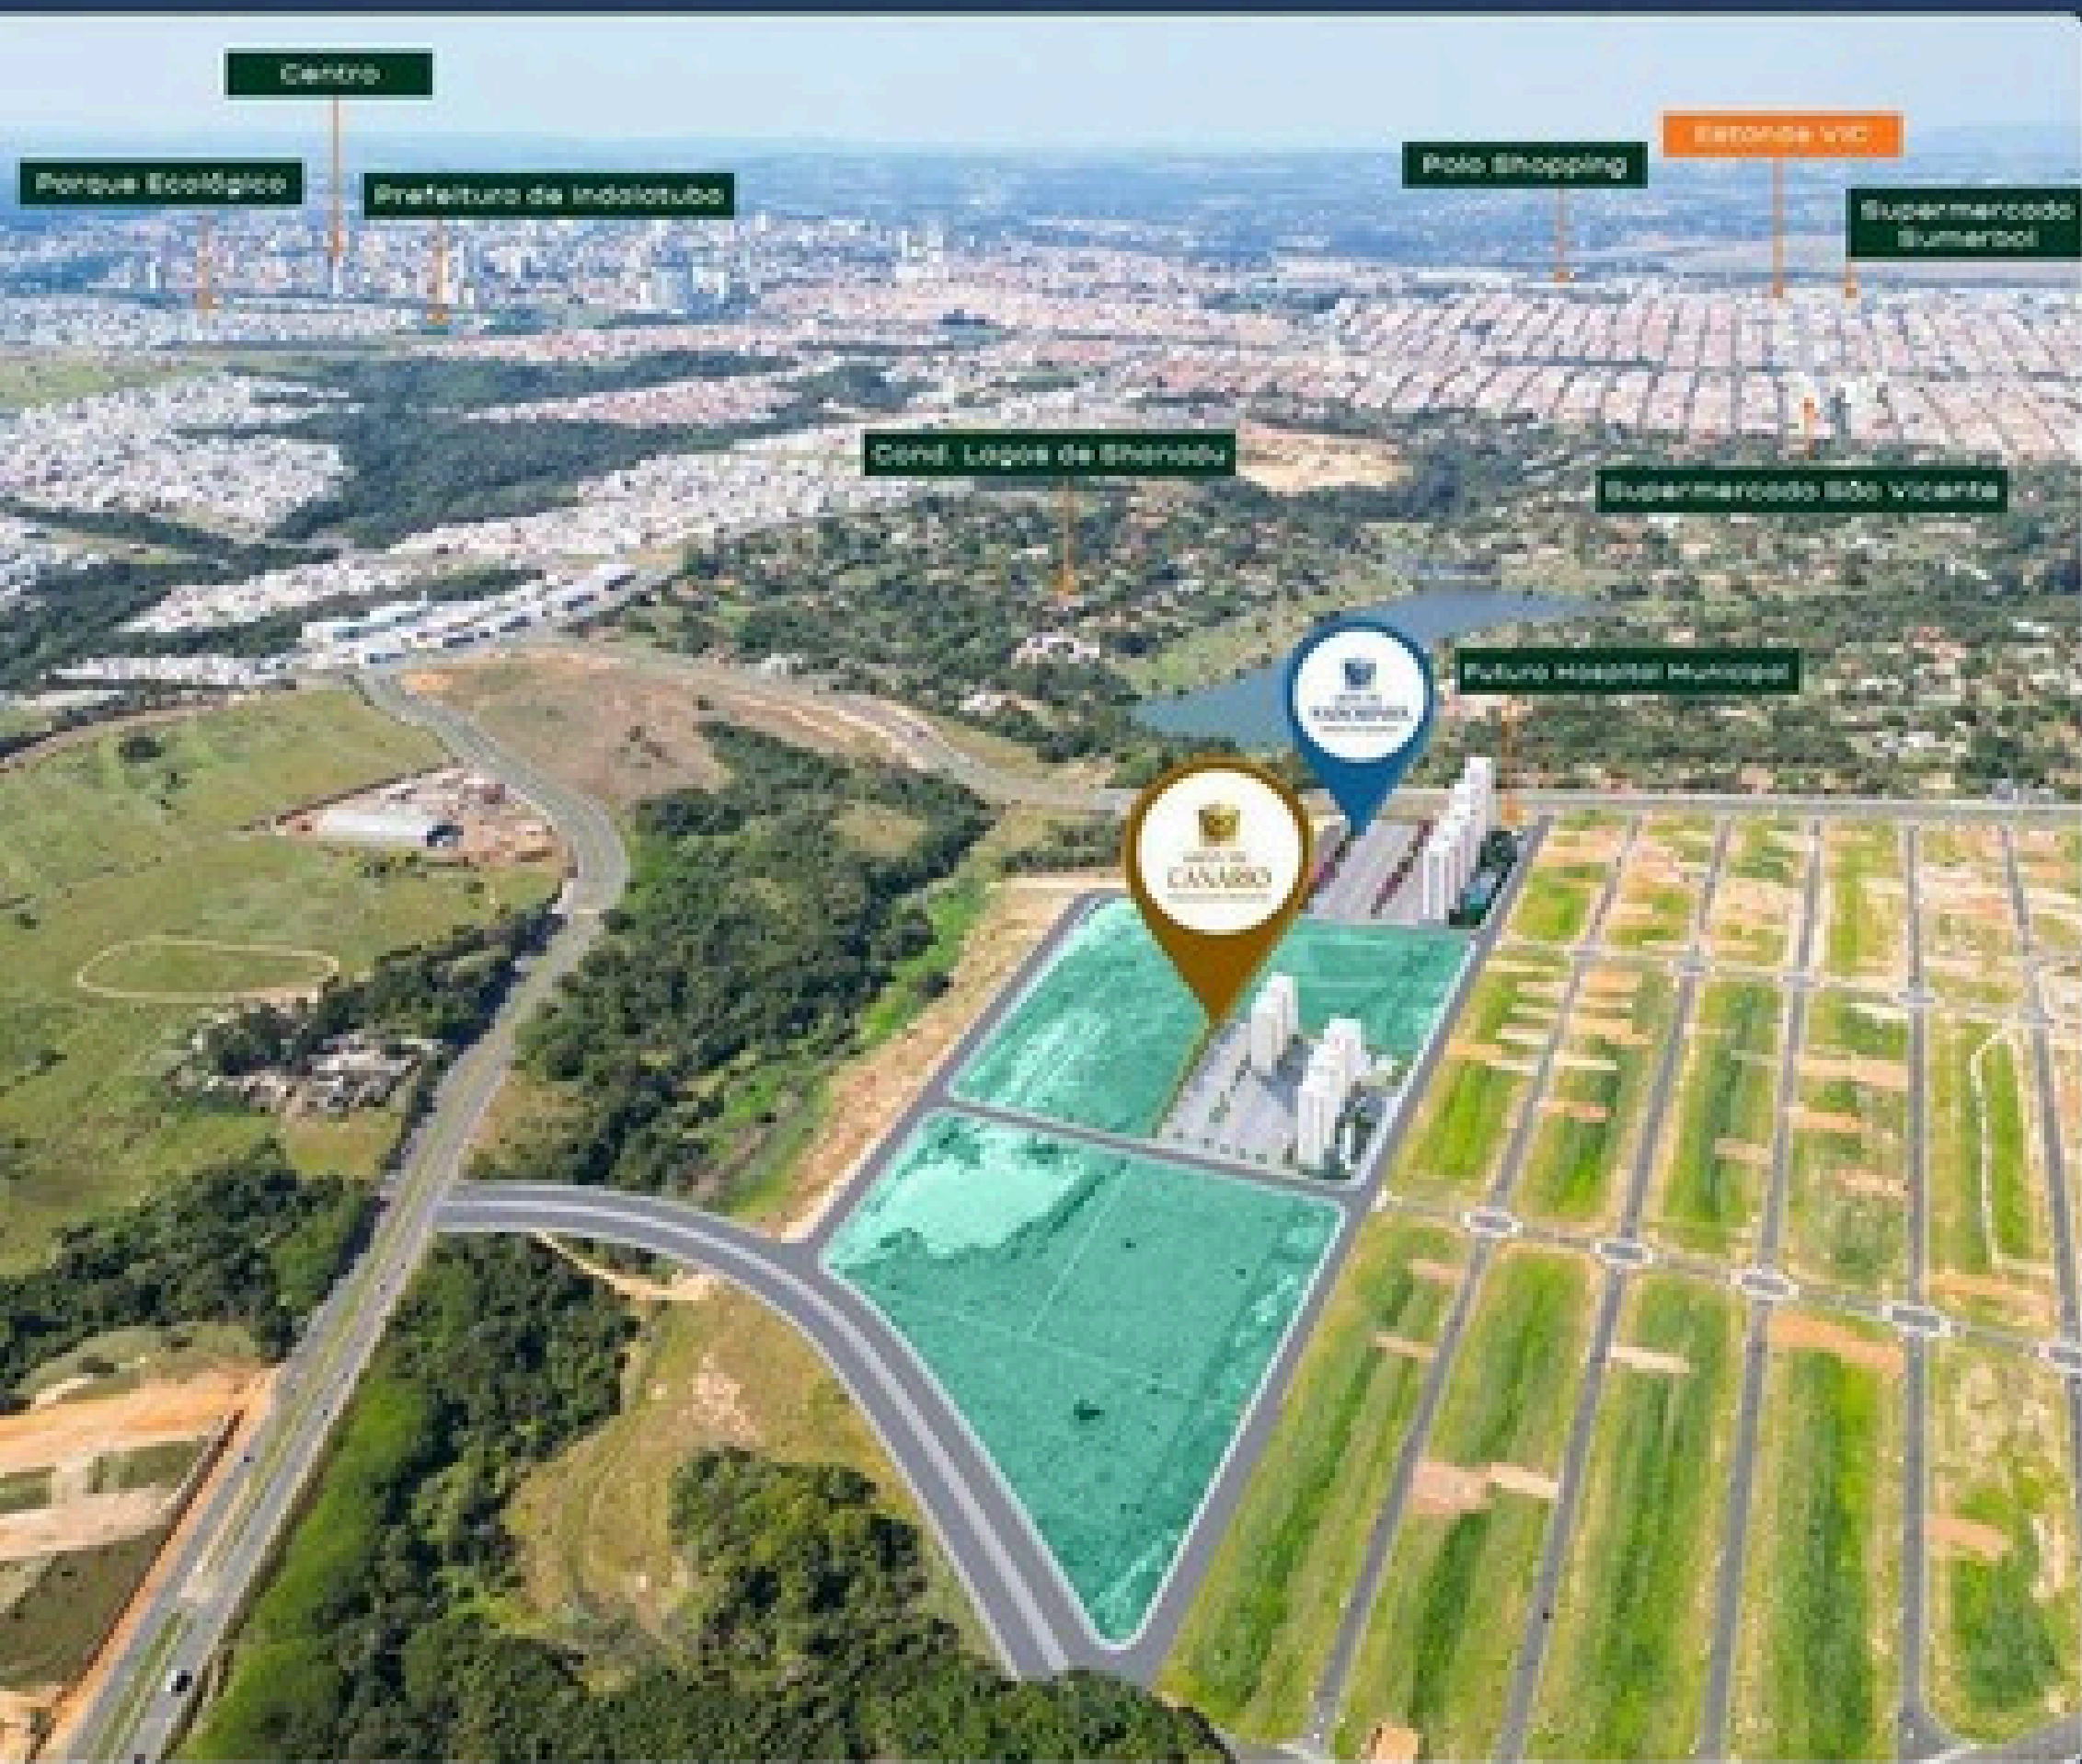 Centro
Parque Ecológico
Prefeitura de Indaiatuba
Polo Shopping
Estande VIC
Supermercado
Sumerbol
Cond. Lagos de Shanadu
Supermercado São Vicente
Futuro Hospital Municipal
CANÁRIO